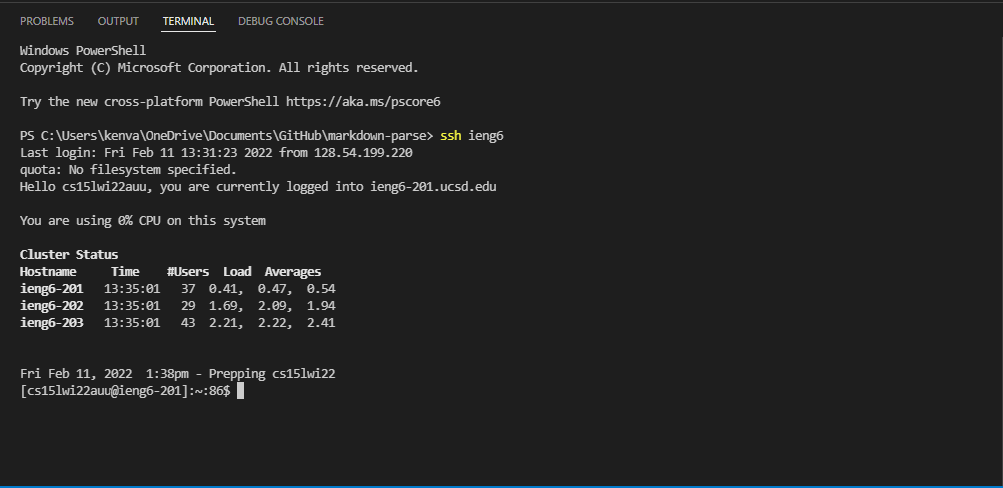 PROBLEMS OUTPUT TERMINAL DEBUG CONSOLE
Windows PowerShell
Copyright (C) Microsoft Corporation. All rights reserved.
Try the new cross-platform PowerShell https://aka.ms/pscore6
PS C:\Users\kenva\OneDrive\Documents\GitHub\markdown-parse> ssh ieng6
Last login: Fri Feb 11 13:31:23 2022 from 128.54.199.220
quota: No filesystem specified.
Hello cs15lwi22auu, you are currently logged into ieng6-201.ucsd.edu
You are using 0% CPU on this system
Cluster Status
Hostname Time #Users Load Averages
ieng6-201 13:35:01 37 0.41, 0.47, 0.54
ieng6-202 13:35:01 29 1.69, 2.09, 1.94
ieng6-203 13:35:01 43 2.21, 2.22, 2.41
Fri Feb 11, 2022 1:38pm - Prepping cs15lwi22
[cs15lwi22auu@ieng6-201]:~:86$